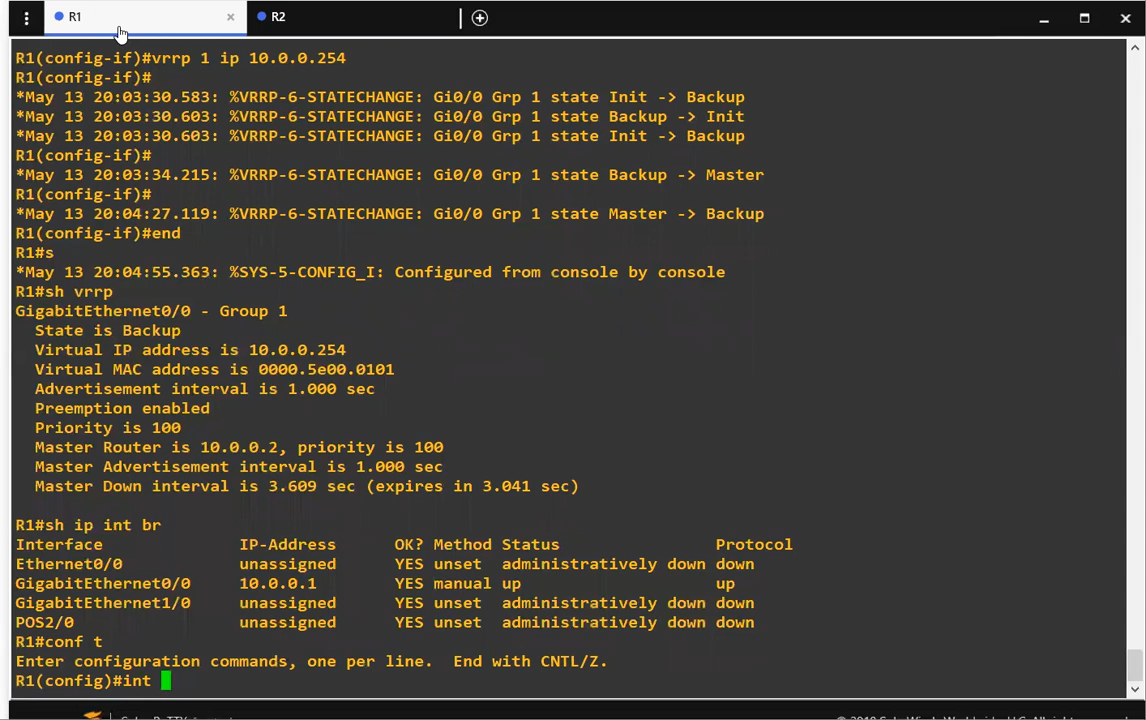 R1
R2
R1(config-if)#vrrp 1 ip 10.0.0.254
R1(config-if)#
*May 13 20:03:30.583: %VRRP-6-STATECHANGE: Gi0/0 Grp 1 state Init -> Backup
*May 13 20:03:30.603: %VRRP-6-STATECHANGE: Gi0/0 Grp 1 state Backup -> Init
*May 13 20:03:30.603: %VRRP-6-STATECHANGE: Gi0/0 Grp 1 state Init -> Backup
R1(config-if)#
*May 13 20:03:34.215: %VRRP-6-STATECHANGE: Gi0/0 Grp 1 state Backup -> Master
R1(config-if)#
*May 13 20:04:27.119: %VRRP-6-STATECHANGE: Gi0/0 Grp 1 state Master -> Backup
R1(config-if)#end
R1#s
*May 13 20:04:55.363: %SYS-5-CONFIG_I: Configured from console by console
R1#sh vrrp
GigabitEthernet0/0 - Group 1
State is Backup
Virtual IP address is 10.0.0.254
Virtual MAC address is 0000.5e00.0101
Advertisement interval is 1.000 sec
Preemption enabled
Priority is 100
Master Router is 10.0.0.2, priority is 100
Master Advertisement interval is 1.000 sec
Master Down interval is 3.609 sec (expires in 3.041 sec)
R1#sh ip int br
Interface IP-Address OK? Method Status Protocol
Ethernet0/0 unassigned YES unset administratively down down
GigabitEthernet0/0 10.0.0.1 YES manual up up
GigabitEthernet1/0 unassigned YES unset administratively down down
POS2/0 unassigned YES unset administratively down down
R1#conf t
Enter configuration commands, one per line. End with CNTL/Z.
R1(config)#int